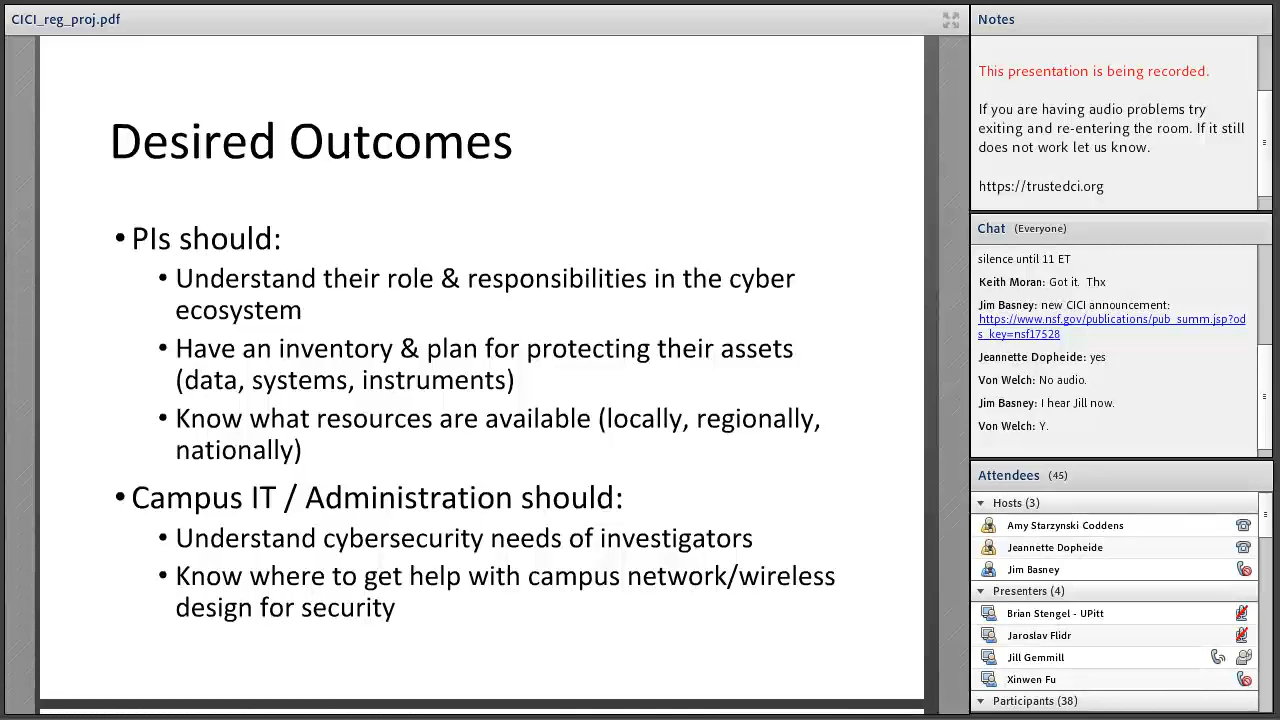 CICI_reg_proj.pdf
Desired Outcomes
• PIs should:
• Understand their role & responsibilities in the cyber
ecosystem
• Have an inventory & plan for protecting their assets
(data, systems, instruments)
• Know what resources are available (locally, regionally,
nationally)
• Campus IT / Administration should:
• Understand cybersecurity needs of investigators
• Know where to get help with campus network/wireless
design for security
Notes
This presentation is being recorded.
If you are having audio problems try
exiting and re-entering the room. If it still
does not work let us know.
https://trustedci.org
Chat (Everyone)
silence until 11 ET
Keith Moran: Got it. Thx
Jim Basney: new CICI announcement:
https://www.nsf.gov/publications/pub_summ.jsp?od
s_key=nsf17528
Jeannette Dopheide: yes
Von Welch: No audio.
Jim Basney: I hear Jill now.
Von Welch: Y.
Attendees (45)
Hosts (3)
Amy Starzynski Coddens
Jeannette Dopheide
Jim Basney
Presenters (4)
Brian Stengel - UPitt
Jaroslav Flidr
Jill Gemmill
Xinwen Fu
Participants (38)